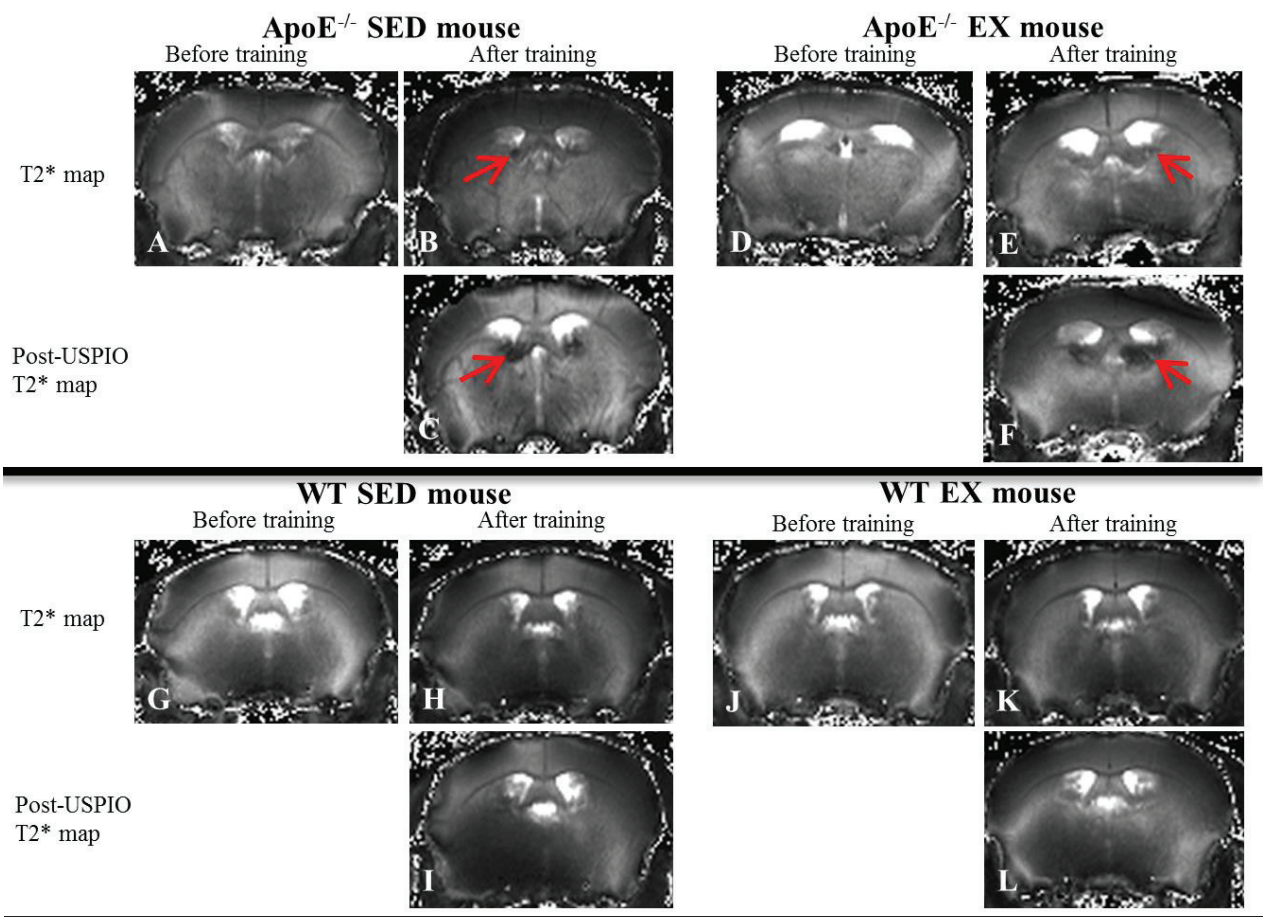 ApoE-/- SED mouse
ApoE-/- EX mouse
Before training
After training
Before training
After training
T2* map
A
B
D
E
Post-USPIO
T2* map
C
F
WT SED mouse
WT EX mouse
Before training
After training
Before training
After training
T2* map
G
H
J
K
Post-USPIO
T2* map
I
L